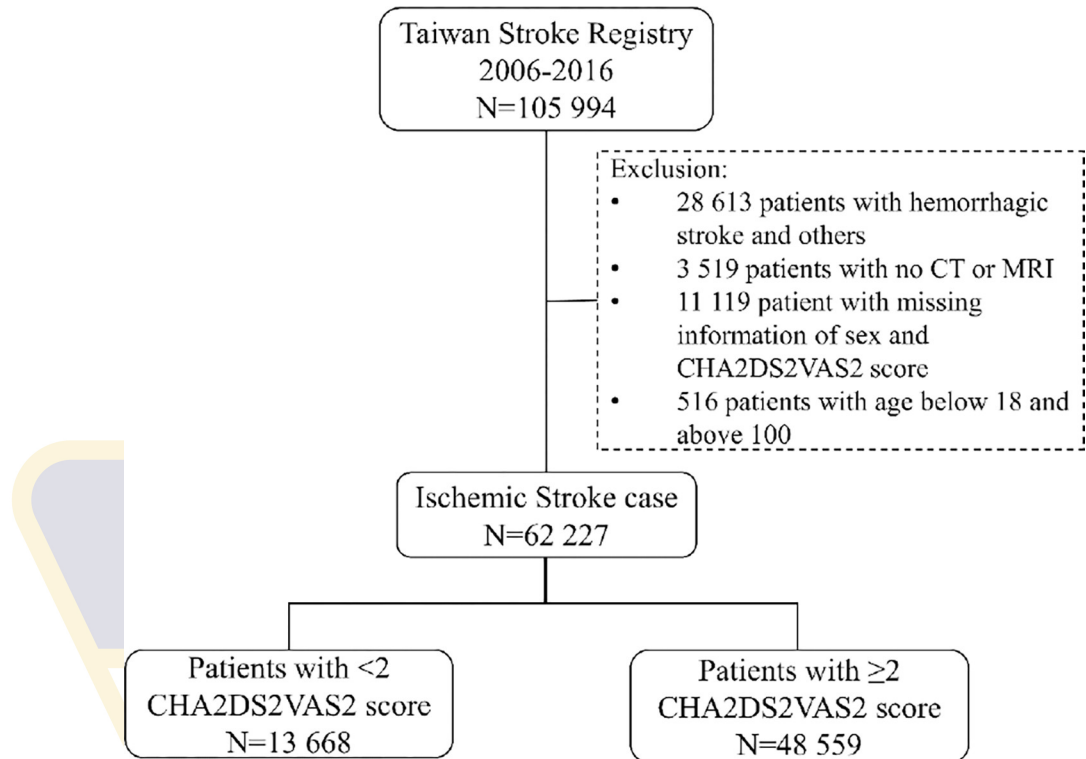 Taiwan Stroke Registry
2006-2016
N=105 994
Exclusion:
• 28 613 patients with hemorrhagic
stroke and others
• 3 519 patients with no CT or MRI
• 11 119 patient with missing
information of sex and
CHA2DS2VAS2 score
• 516 patients with age below 18 and
above 100
Ischemic Stroke case
N=62 227
Patients with <2
CHA2DS2VAS2 score
N=13 668
Patients with ≥2
CHA2DS2VAS2 score
N=48 559